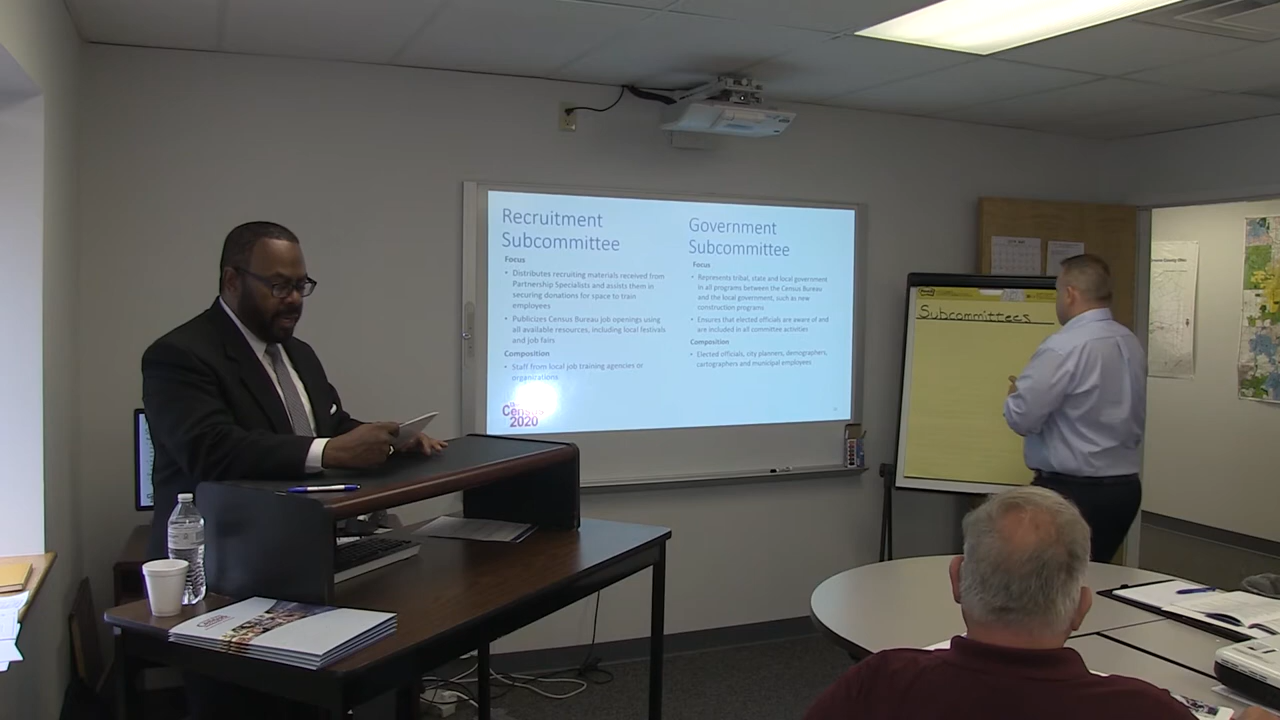 Recruitment
Subcommittee
Focus
• Distributes recruiting materials received from
Partnership Specialists and assists them in
securing donations for space to train
employees
• Publicizes Census Bureau job openings using
all available resources, including local festivals
and job fairs
Composition
• Staff from local job training agencies or
organizations.
Census
2020
Government
Subcommittee
Focus
• Represents tribal, state and local government
in all programs between the Census Bureau
and the local government, such as new
construction programs
• Ensures that elected officials are aware of and
are included in all committee activities
Composition
• Elected officials, city planners, demographers,
cartographers and municipal employees
Subcommittees